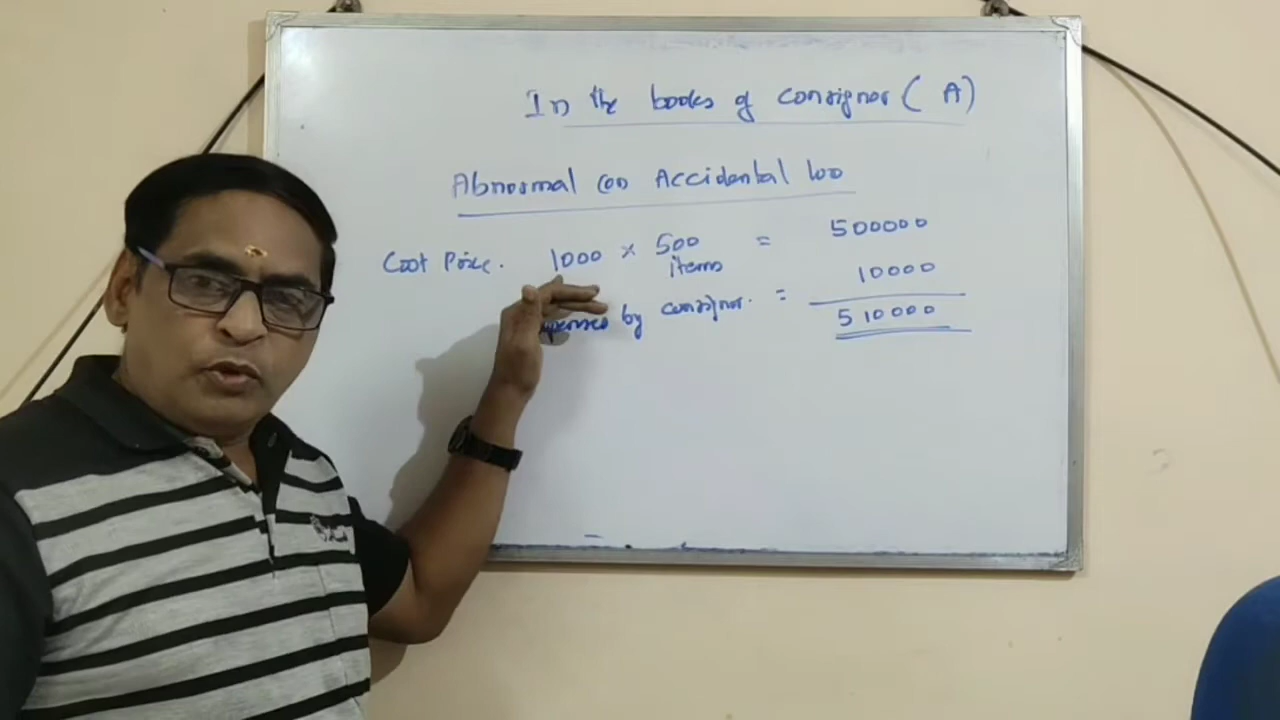 In the books of consignor ( A )
Abnormal (or) Accidental loss
Cost Price. 1000 × 500 = 500000
items
10000
by consignor. =
510000